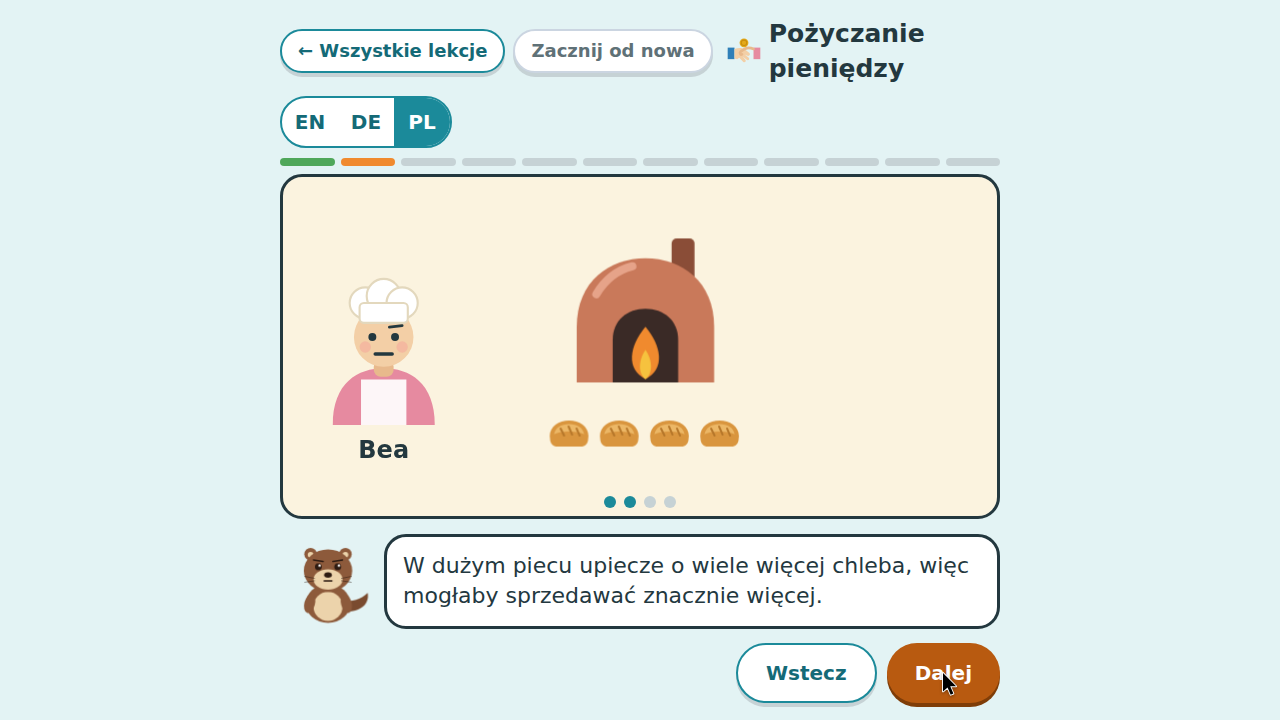 ← Wszystkie lekcje
Zacznij od nowa
Pożyczanie
pieniędzy
EN DE PL
Bea
W dużym piecu upiecze o wiele więcej chleba, więc
mogłaby sprzedawać znacznie więcej.
Wstecz
Dalej